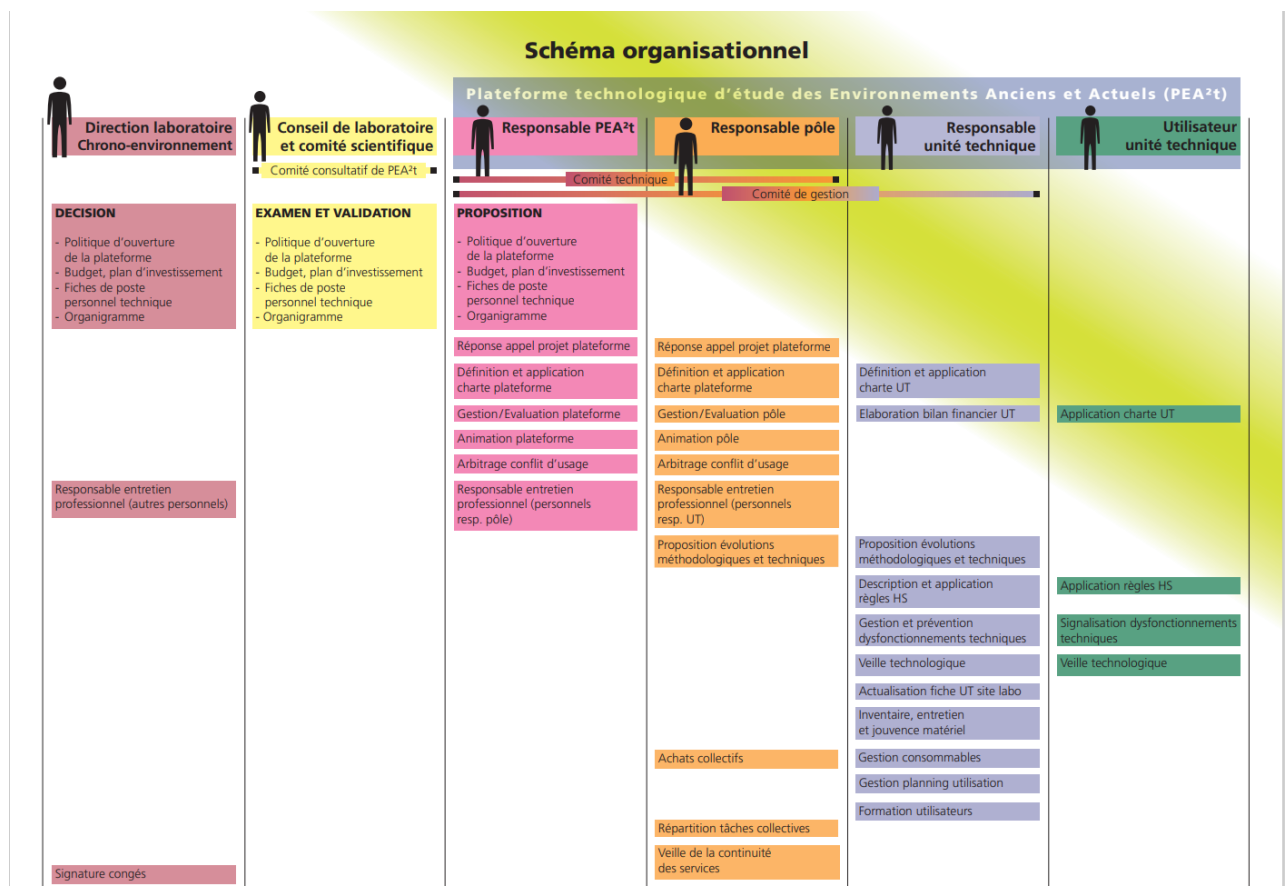 Schéma organisationnel
Plateforme technologique d'étude des Environnements Anciens et Actuels (PEA²t)
Direction laboratoire
Chrono-environnement
Conseil de laboratoire
et comité scientifique
Responsable PEA²t
Responsable pôle
Responsable
unité technique
Utilisateur
unité technique
Comité consultatif de PEA²t
Comité technique
Comité de gestion
DECISION
- Politique d'ouverture
de la plateforme
- Budget, plan d'investissement
- Fiches de poste
personnel technique
- Organigramme
EXAMEN ET VALIDATION
- Politique d'ouverture
de la plateforme
- Budget, plan d'investissement
- Fiches de poste
personnel technique
- Organigramme
PROPOSITION
- Politique d'ouverture
de la plateforme
- Budget, plan d'investissement
- Fiches de poste
personnel technique
- Organigramme
Réponse appel projet plateforme
Réponse appel projet plateforme
Définition et application
charte plateforme
Définition et application
charte plateforme
Définition et application
charte UT
Gestion/Evaluation plateforme
Gestion/Evaluation pôle
Elaboration bilan financier UT
Application charte UT
Animation plateforme
Animation pôle
Arbitrage conflit d'usage
Arbitrage conflit d'usage
Responsable entretien
professionnel (autres personnels)
Responsable entretien
professionnel (personnels
resp. pôle)
Responsable entretien
professionnel (personnels
resp. UT)
Proposition évolutions
méthodologiques et techniques
Proposition évolutions
méthodologiques et techniques
Description et application
règles HS
Application règles HS
Gestion et prévention
dysfonctionnements techniques
Signalisation dysfonctionnements
techniques
Veille technologique
Veille technologique
Actualisation fiche UT site labo
Inventaire, entretien
et jouvence matériel
Achats collectifs
Gestion consommables
Gestion planning utilisation
Formation utilisateurs
Répartition tâches collectives
Veille de la continuité
des services
Signature congés